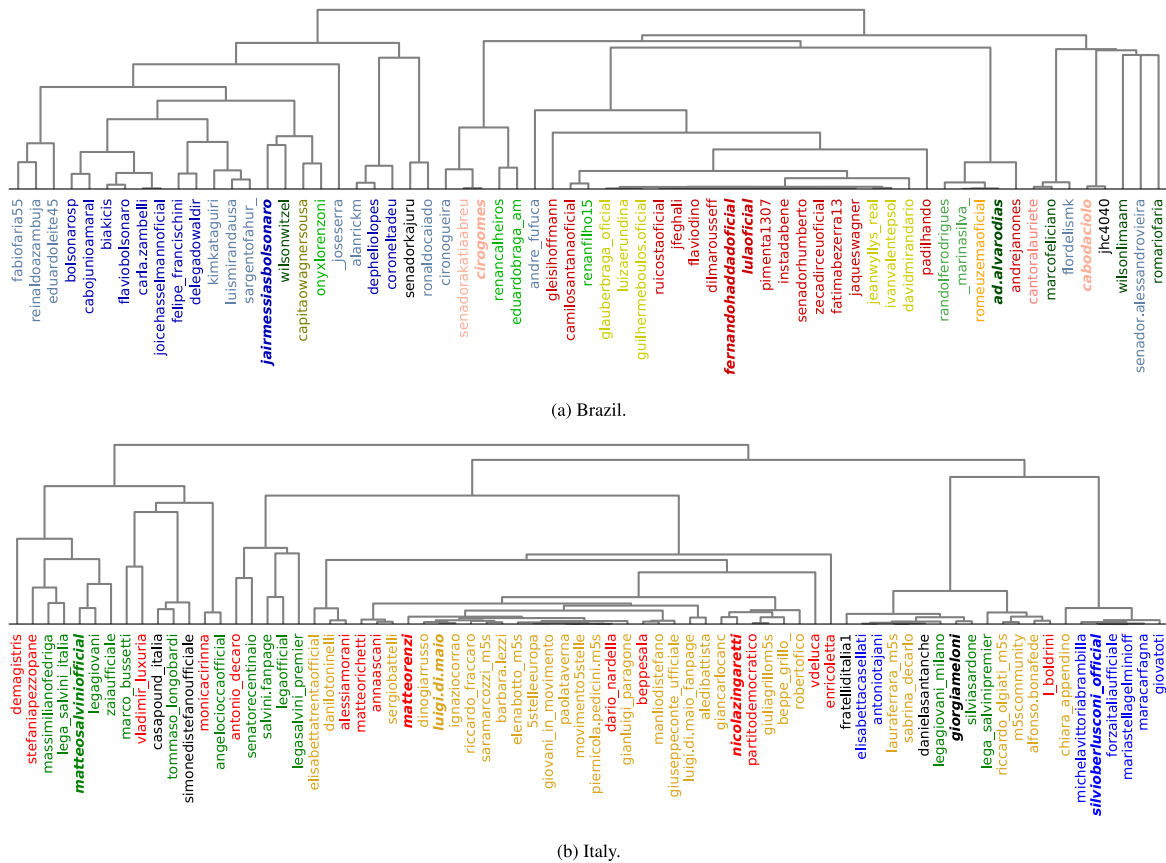 fabiofaria55
reinaldoazambuja
eduardoleite45
bolsonarosp
cabojunioamaral
biakicis
flaviobolsonaro
carla.zambelli
joicehasselmannoficial
felipe_francischini
delegadowaldir
kimkataguiri
luismirandausa
sargentofahur_
jairmessiasbolsonaro
wilsonwitzel
capitaowagnersousa
onyxlorenzoni
_joseserra
alanrickm
depheliolopes
coroneltadeu
senadorkajuru
ronaldocaiado
cironogueira
senadorakatiaabreu
cirogomes
renancalheiros
eduardobraga_am
andre_fufuca
gleisihoffmann
camilosantanaoficial
renanfilho15
glauberbraga_oficial
luizaerundina
guilhermeboulos.oficial
ruicostaoficial
jfeghali
flaviodino
dilmarousseff
fernandohaddadoficial
lulaoficial
pimenta1307
instadabene
senadorhumberto
zecadirceuoficial
fatimabezerra13
jaqueswagner
jeanwyllys_real
ivanvalentepsol
davidmirandario
padilhando
randolferodrigues
_marinasilva_
romeuzemaoficial
ad.alvarodias
andrejanones
cantoralauriete
marcofeliciano
flordelismk
cabodaciolo
jhc4040
wilsonlimaam
senador.alessandrovieira
romariofaria
(a) Brazil.
demagistris
stefaniapezzopane
massimilianofedriga
lega_salvini_italia
matteosalviniofficial
legagiovani
zaiaufficiale
marco_bussetti
vladimir_luxuria
casapound_italia
tommaso_longobardi
simonedistefanoufficiale
monicacirinna
angelocioccaofficial
antonio_decaro
senatorecentinaio
salvini.fanpage
legaofficial
legasalvini_premier
elisabettatrentaofficial
danilotoninelli
alessiamorani
matteorichetti
annaascani
sergiobattelli
matteorenzi
dinogiarrusso
luigi.di.maio
ignaziocorrao
riccardo_fraccaro
saramarcozzi_m5s
barbara.lezzi
elenabotto_m5s
5stelleeuropa
giovani_in_movimento
paolataverna
movimento5stelle
piernicola.pedicini.m5s
dario_nardella
gianluigi_paragone
beppesala
manliodistefano
giuseppeconte_ufficiale
luigi.di.maio_fanpage
aledibattista
giancarlocanc
nicolazingaretti
partitodemocratico
giuliagrillom5s
beppe_grillo_
robertofico
vdeluca
enricoletta
fratelliditalia1
elisabettacasellati
antoniotajani
lauraferrara_m5s
sabrina_decarlo
danielasantanche
legagiovani_milano
giorgiameloni
silviasardone
lega_salvinipremier
riccardo_olgiati_m5s
m5scommunity
alfonso.bonafede
l_boldrini
chiara_appendino
michelavittoriabrambilla
silvioberlusconi_official
forzaitaliaufficiale
mariastellagelminioff
maracarfagna
giovatoti
(b) Italy.